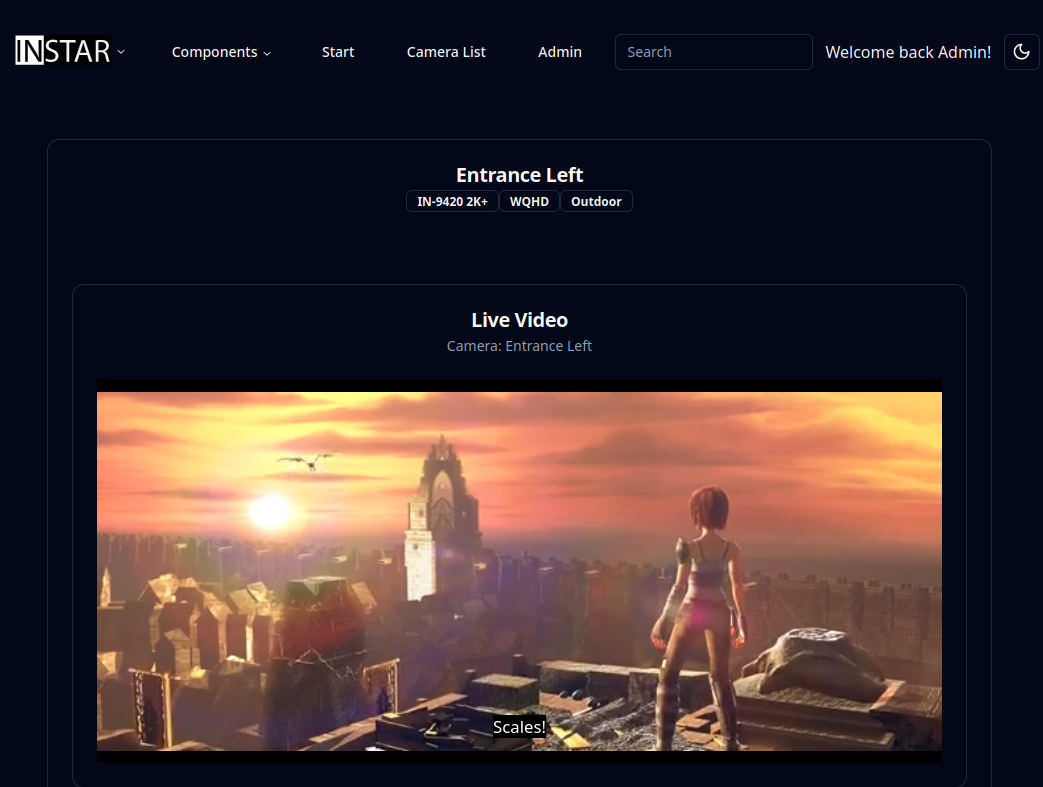 INSTAR
Components
Start
Camera List
Admin
Search
Welcome back Admin!
Entrance Left
IN-9420 2K+
WQHD
Outdoor
Live Video
Camera: Entrance Left
Scales!